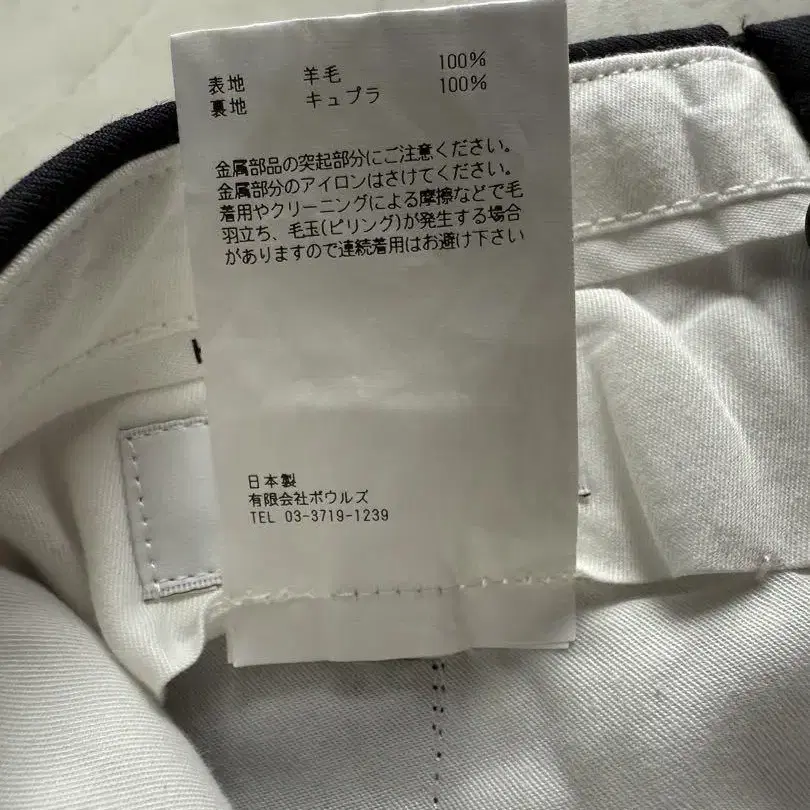 表地 羊毛 100%
裏地 キュプラ 100%
金属部品の突起部分にご注意ください。
金属部分のアイロンはさけてください。
着用やクリーニングによる摩擦などで毛
羽立ち、毛玉(ピリング)が発生する場合
がありますので連続着用はお避け下さい
日本製
有限会社ボウルズ
TEL 03-3719-1239